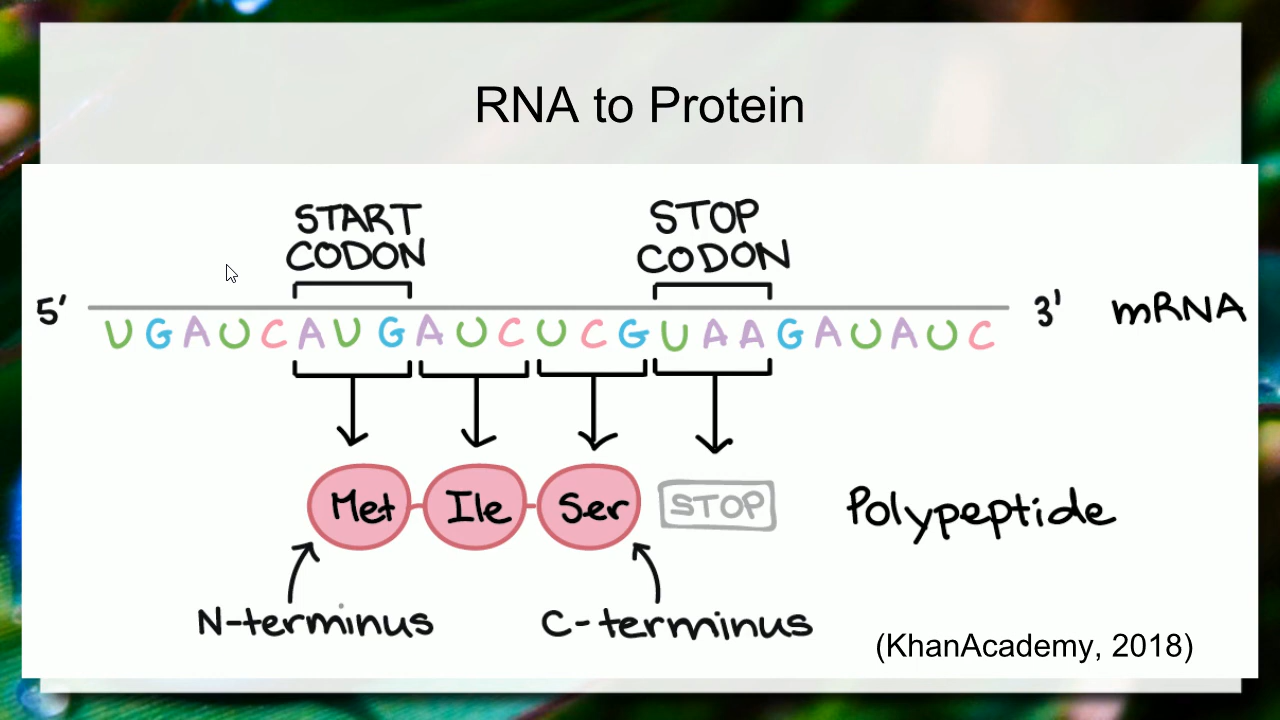 RNA to Protein
START
CODON
STOP
CODON
5' 3' mRNA
UGAUCAUGAUCUCGUAAGAUAUC
Met Ile Ser STOP Polypeptide
N-terminus C-terminus
(KhanAcademy, 2018)